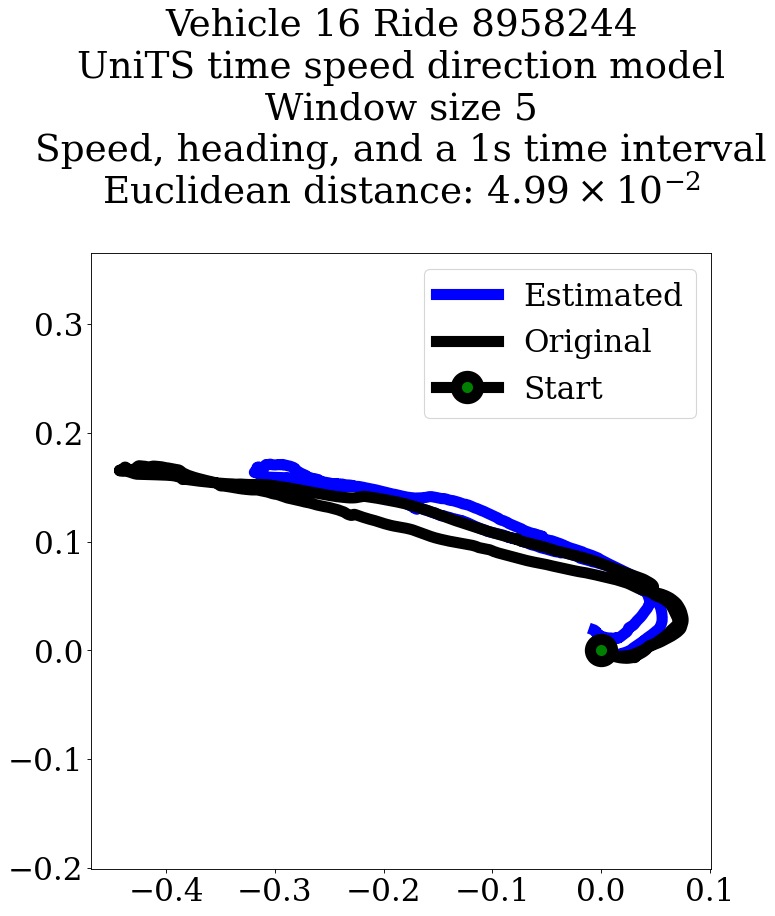 Vehicle 16 Ride 8958244
UniTS time speed direction model
Window size 5
Speed, heading, and a 1s time interval
Euclidean distance: 4.99 × 10⁻²
Estimated
Original
Start
0.3
0.2
0.1
0.0
−0.1
−0.2
−0.4 −0.3 −0.2 −0.1 0.0 0.1